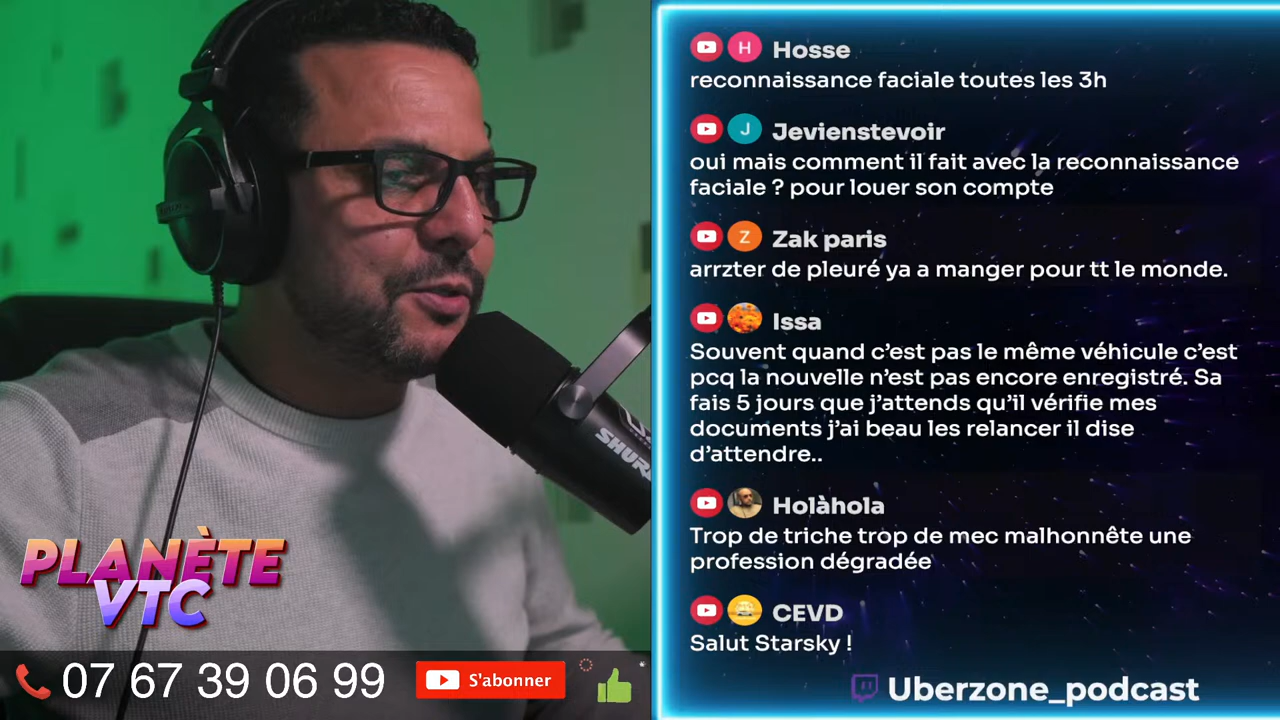 Hosse
reconnaissance faciale toutes les 3h
Jevienstevoir
oui mais comment il fait avec la reconnaissance
faciale ? pour louer son compte
Zak paris
arrzter de pleuré ya a manger pour tt le monde.
Issa
Souvent quand c’est pas le même véhicule c’est
pcq la nouvelle n’est pas encore enregistré. Sa
fais 5 jours que j’attends qu’il vérifie mes
documents j’ai beau les relancer il dise
d’attendre..
Holàhola
Trop de triche trop de mec malhonnête une
profession dégradée
CEVD
Salut Starsky !
Uberzone_podcast
H
J
Z
SHURE
PLANÈTE
VTC
07 67 39 06 99
S'abonner